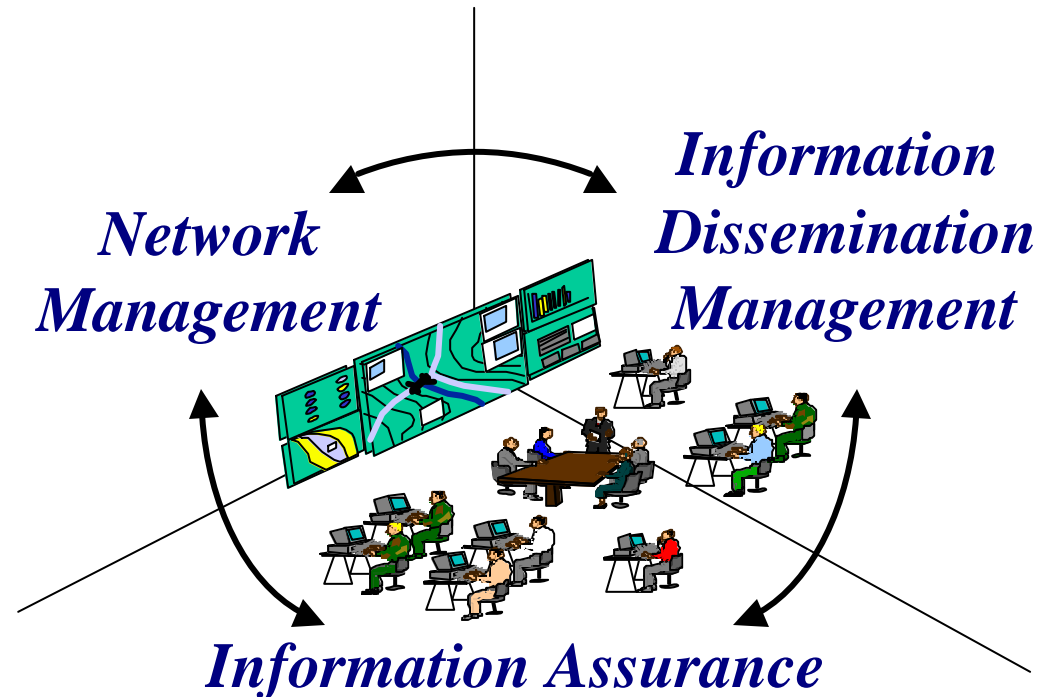 Network
Management
Information
Dissemination
Management
Information Assurance